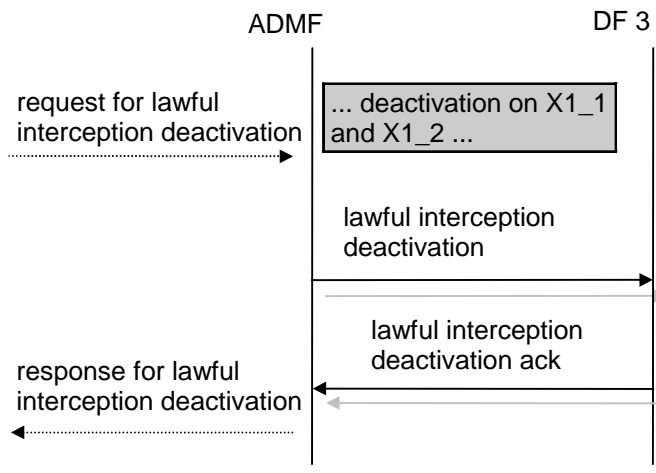 ADMF
DF 3
request for lawful
interception deactivation
... deactivation on X1_1
and X1_2 ...
lawful interception
deactivation
lawful interception
deactivation ack
response for lawful
interception deactivation